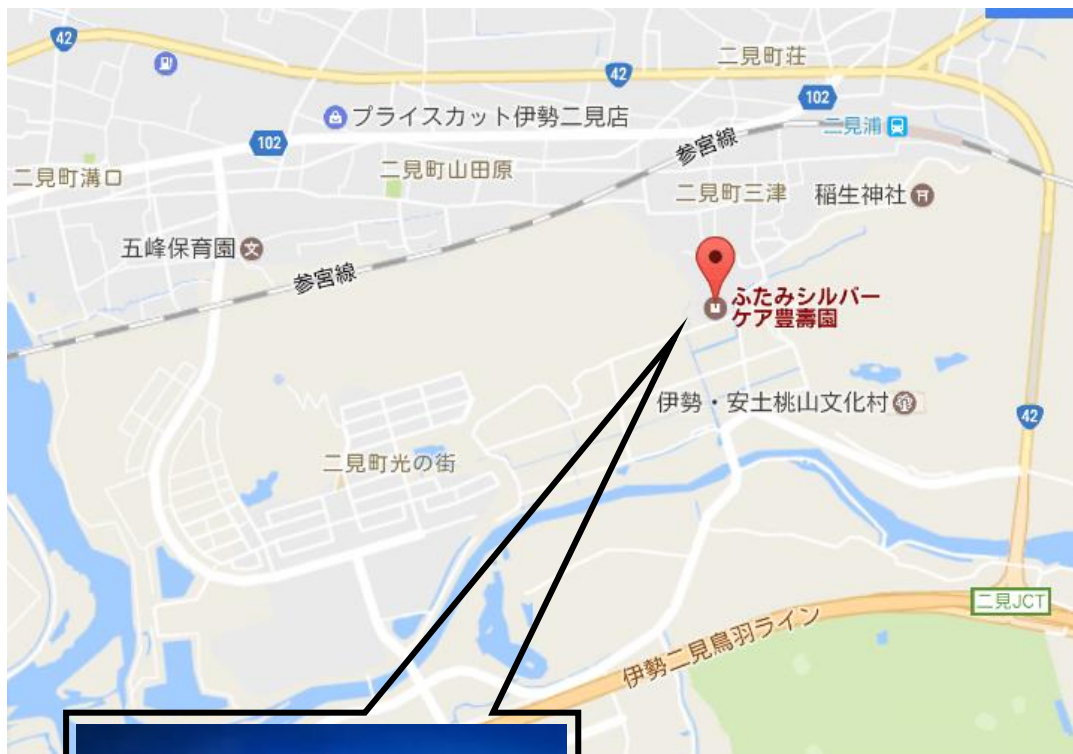 42
二見町荘
42
102
プライスカット伊勢二見店
二見浦
102
参宮線
二見町溝口
二見町山田原
二見町三津
稲生神社
五峰保育園
文
参宮線
ふたみシルバー
ケア豊壽園
伊勢・安土桃山文化村
42
二見町光の街
二見JCT
伊勢二見鳥羽ライン